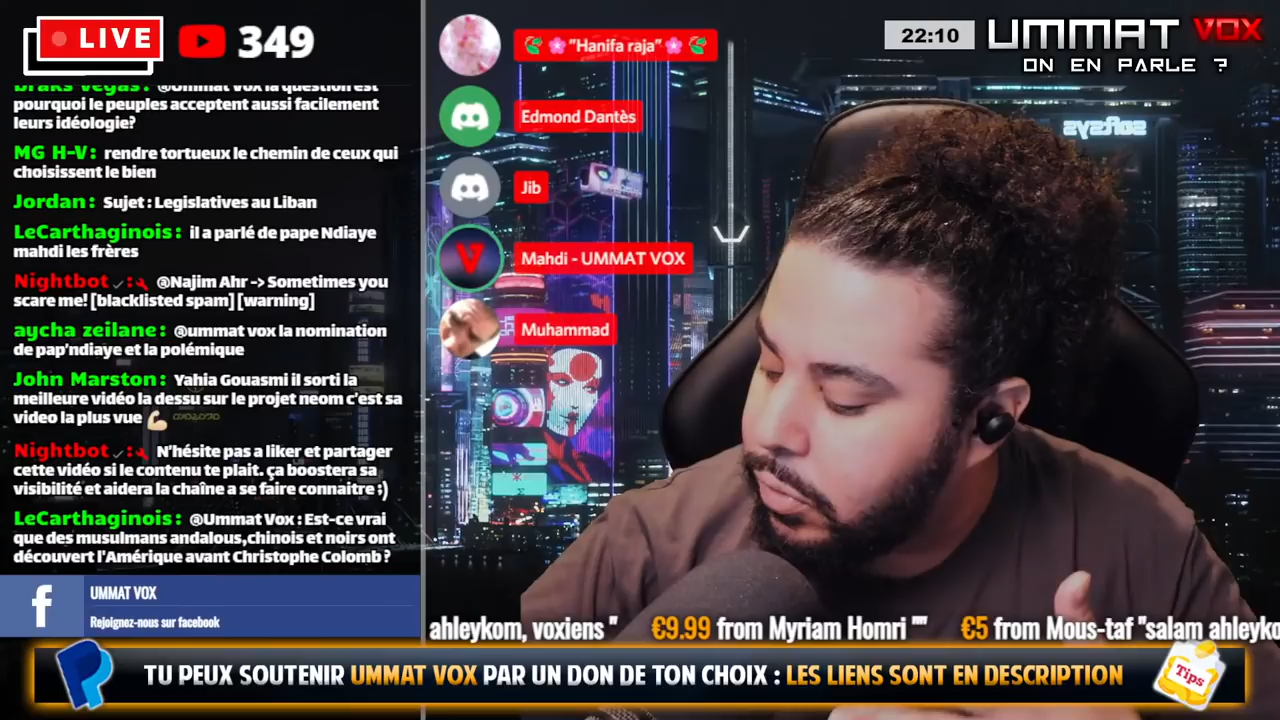 LIVE
349
Braks Vegas: @Ummat Vox la question est
pourquoi le peuples acceptent aussi facilement
leurs idéologie?
MG H-V: rendre tortueux le chemin de ceux qui
choisissent le bien
Jordan: Sujet : Legislatives au Liban
LeCarthaginois: il a parlé de pape Ndiaye
mahdi les frères
Nightbot: @Najim Ahr -> Sometimes you
scare me! [blacklisted spam] [warning]
aycha zeilane: @ummat vox la nomination
de pap'ndiaye et la polémique
John Marston: Yahia Gouasmi il sorti la
meilleure vidéo la dessu sur le projet neom c'est sa
video la plus vue 💪🏼
Nightbot: N'hésite pas a liker et partager
cette vidéo si le contenu te plait. ça boostera sa
visibilité et aidera la chaîne a se faire connaitre ;)
LeCarthaginois: @Ummat Vox : Est-ce vrai
que des musulmans andalous,chinois et noirs ont
découvert l'Amérique avant Christophe Colomb ?
UMMAT VOX
Rejoignez-nous sur facebook
🌿 🌸"Hanifa raja"🌸 🌿
Edmond Dantès
Jib
Mahdi - UMMAT VOX
Muhammad
22:10
UMMAT VOX
ON EN PARLE ?
softsys
ahleykom, voxiens " €9.99 from Myriam Homri "" €5 from Mous-taf "salam ahleyko
TU PEUX SOUTENIR UMMAT VOX PAR UN DON DE TON CHOIX : LES LIENS SONT EN DESCRIPTION
Tips